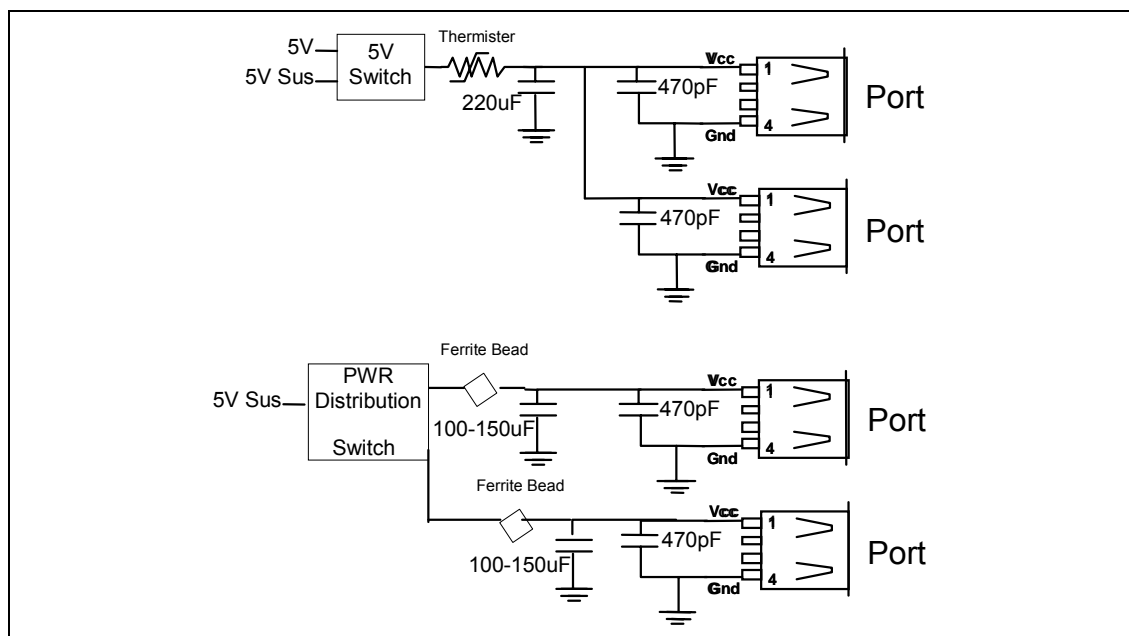 Thermister
5V
5V Sus
5V
Switch
220uF
Vcc
470pF
1
4
Gnd
Port
Vcc
470pF
1
4
Gnd
Port
Ferrite Bead
5V Sus
PWR
Distribution
Switch
100-150uF
Vcc
470pF
1
4
Gnd
Port
Ferrite Bead
100-150uF
Vcc
470pF
1
4
Gnd
Port